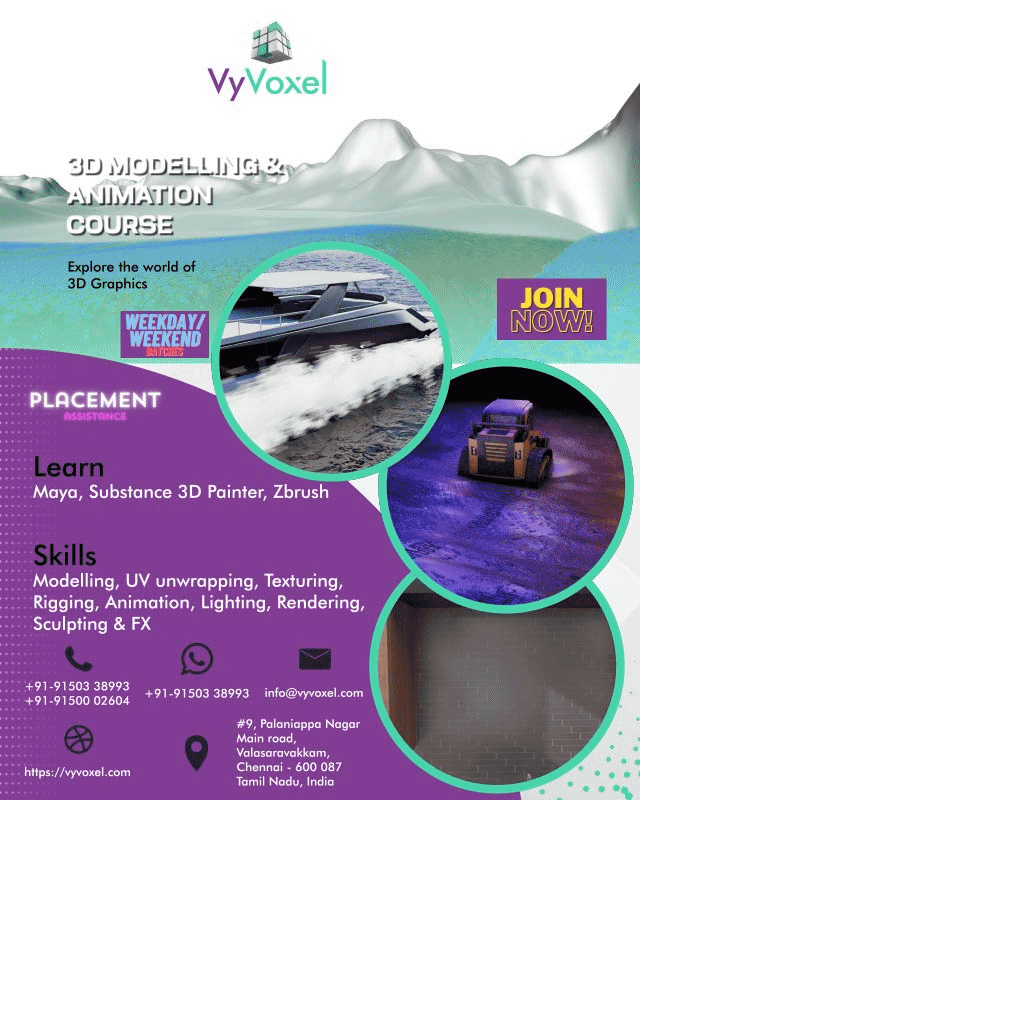 VyVoxel
3D MODELLING &
ANIMATION
COURSE
Explore the world of
3D Graphics
JOIN
NOW!
WEEKDAY/
WEEKEND
BATCHES
PLACEMENT
ASSISTANCE
Learn
Maya, Substance 3D Painter, Zbrush
Skills
Modelling, UV unwrapping, Texturing,
Rigging, Animation, Lighting, Rendering,
Sculpting & FX
+91-91503 38993
+91-91500 02604
+91-91503 38993
info@vyvoxel.com
https://vyvoxel.com
#9, Palaniappa Nagar
Main road,
Valasaravakkam,
Chennai - 600 087
Tamil Nadu, India